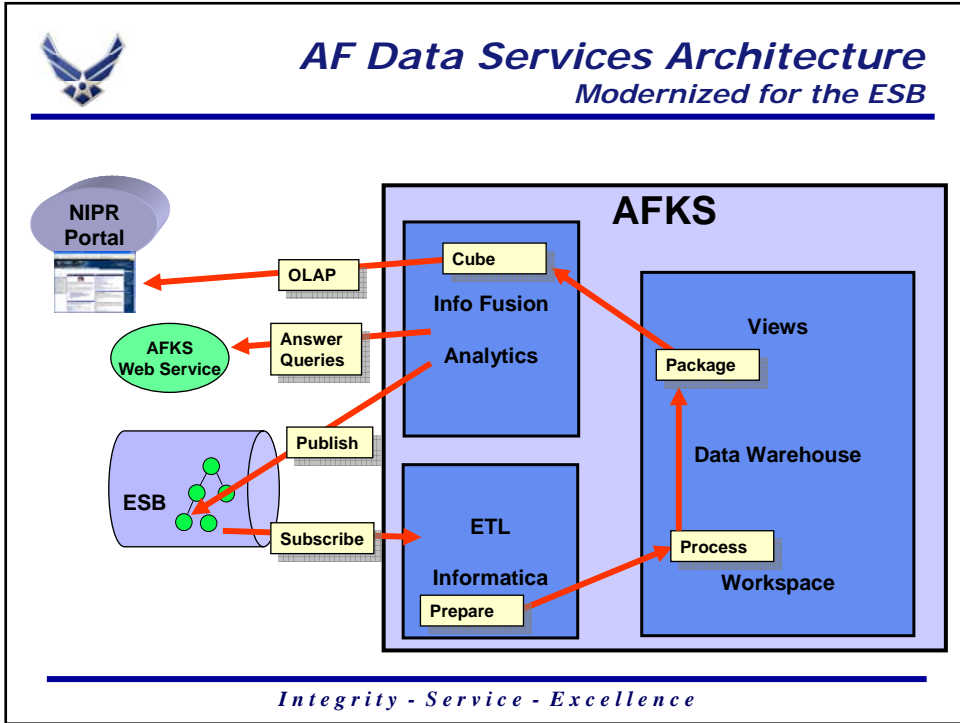 AF Data Services Architecture
Modernized for the ESB
NIPR
Portal
AFKS
OLAP
Cube
Info Fusion
Analytics
Answer
Queries
AFKS
Web Service
Views
Package
Publish
Data Warehouse
ESB
Subscribe
ETL
Process
Informatica
Workspace
Prepare
Integrity - Service - Excellence